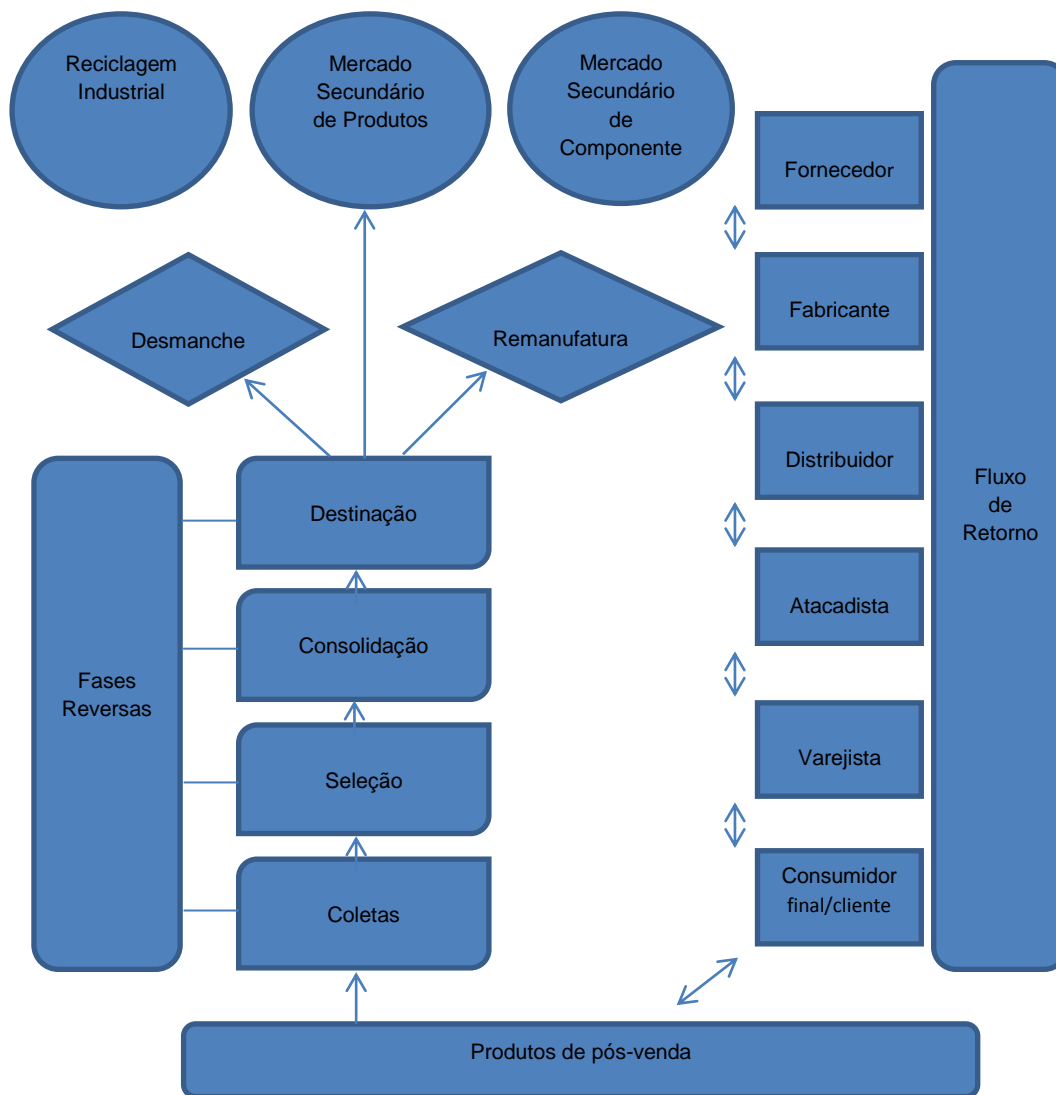 Reciclagem
Industrial
Mercado
Secundário
de Produtos
Mercado
Secundário
de
Componente
Fornecedor
Fabricante
Desmanche
Remanufatura
Distribuidor
Fluxo
de
Retorno
Destinação
Atacadista
Consolidação
Fases
Reversas
Varejista
Seleção
Consumidor
final/cliente
Coletas
Produtos de pós-venda